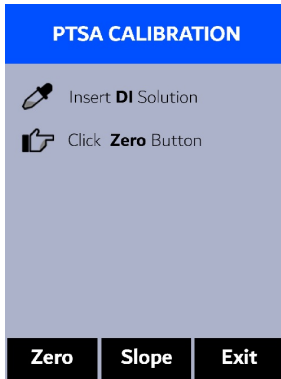 PTSA CALIBRATION
Insert DI Solution
Click Zero Button
Zero Slope Exit